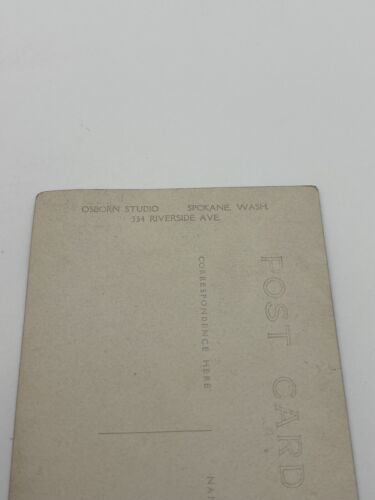 OSBORN STUDIO SPOKANE, WASH.
334 RIVERSIDE AVE.
POST CARD
CORRESPONDENCE HERE